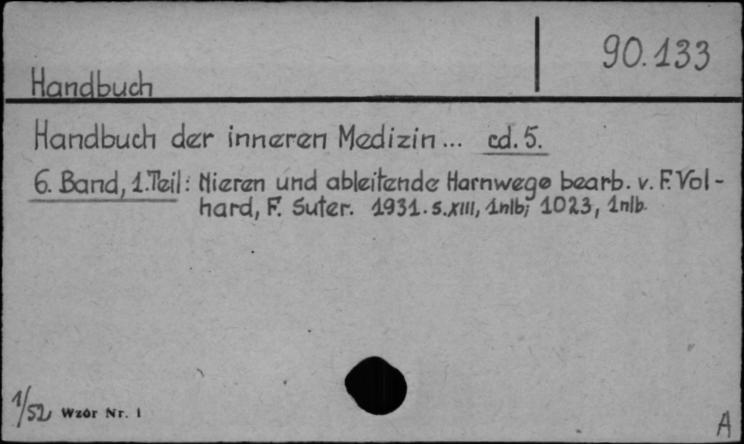 90.133
Handbuch
Handbuch der inneren Medizin... cd. 5.
6. Band, 1.Teil: Nieren und ableitende Harnwege bearb. v. F. Vol-
hard, F. Suter. 1931. s. XIII, 1nlb; 1023, 1nlb.
1/52 Wzór Nr. 1
A